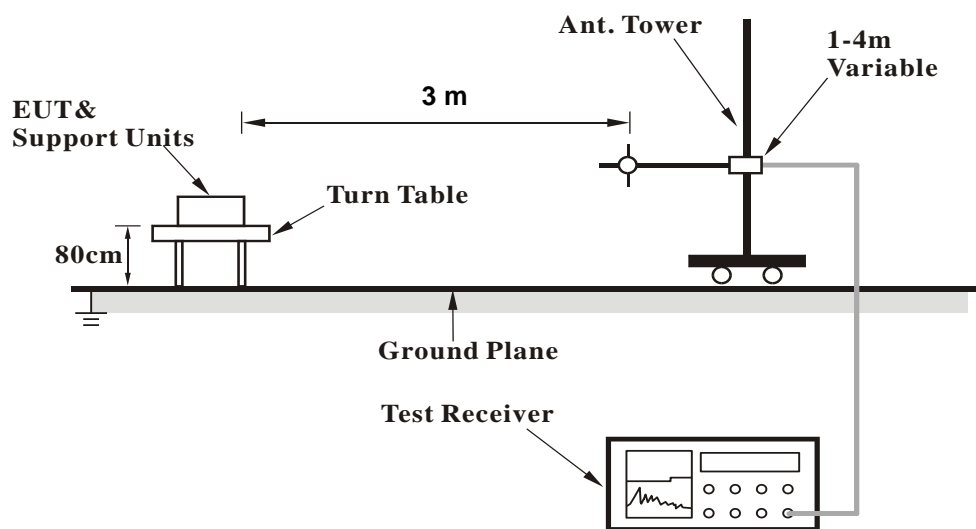 Ant. Tower
1-4m
Variable
3 m
EUT&
Support Units
Turn Table
80cm
Ground Plane
Test Receiver